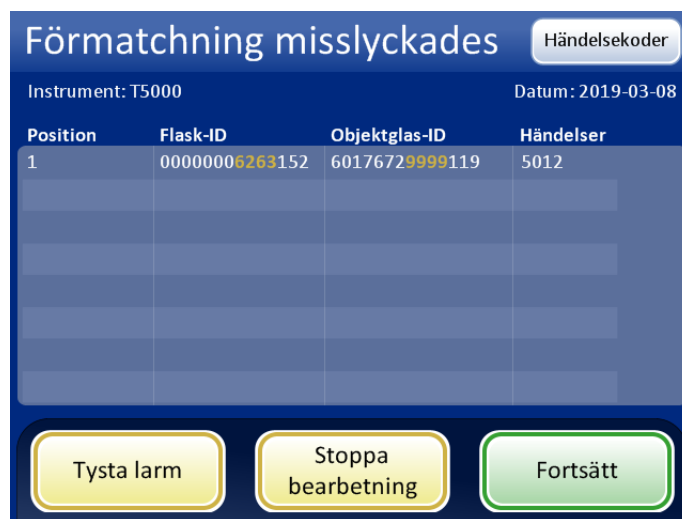 Förmatchning misslyckades
Händelsekoder
Instrument: T5000
Datum: 2019-03-08
Position Flask-ID Objektglas-ID Händelser
1 00000006263152 60176729999119 5012
Tysta larm
Stoppa
bearbetning
Fortsätt